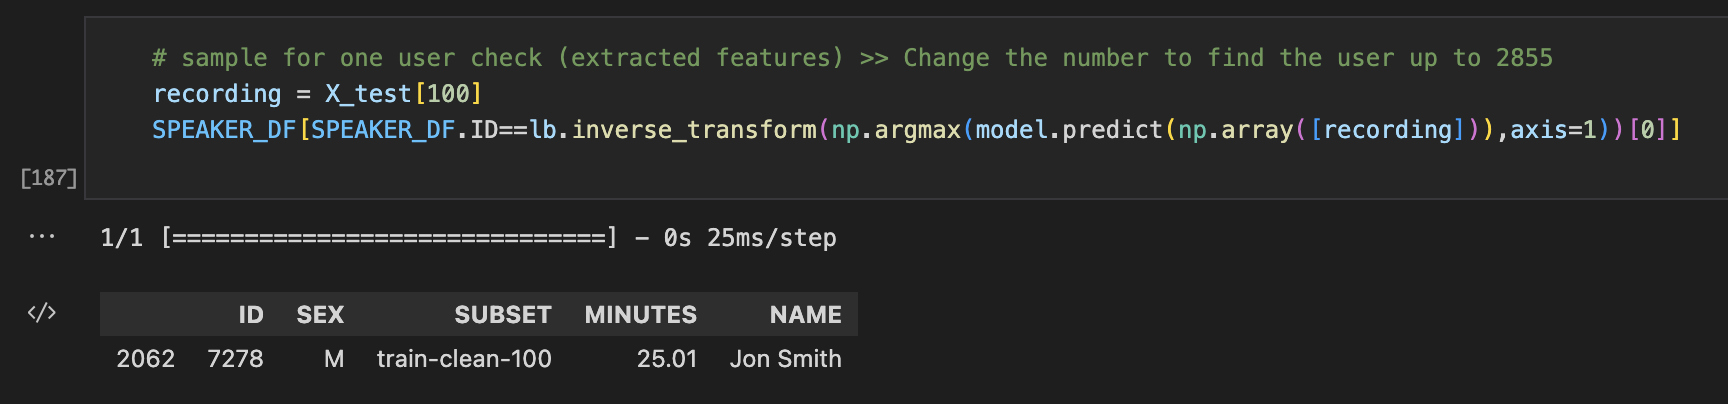 # sample for one user check (extracted features) >> Change the number to find the user up to 2855
recording = X_test[100]
SPEAKER_DF[SPEAKER_DF.ID==lb.inverse_transform(np.argmax(model.predict(np.array([recording])),axis=1))[0]]
[187]
... 1/1 [==============================] - 0s 25ms/step
</> ID SEX SUBSET MINUTES NAME
2062 7278 M train-clean-100 25.01 Jon Smith